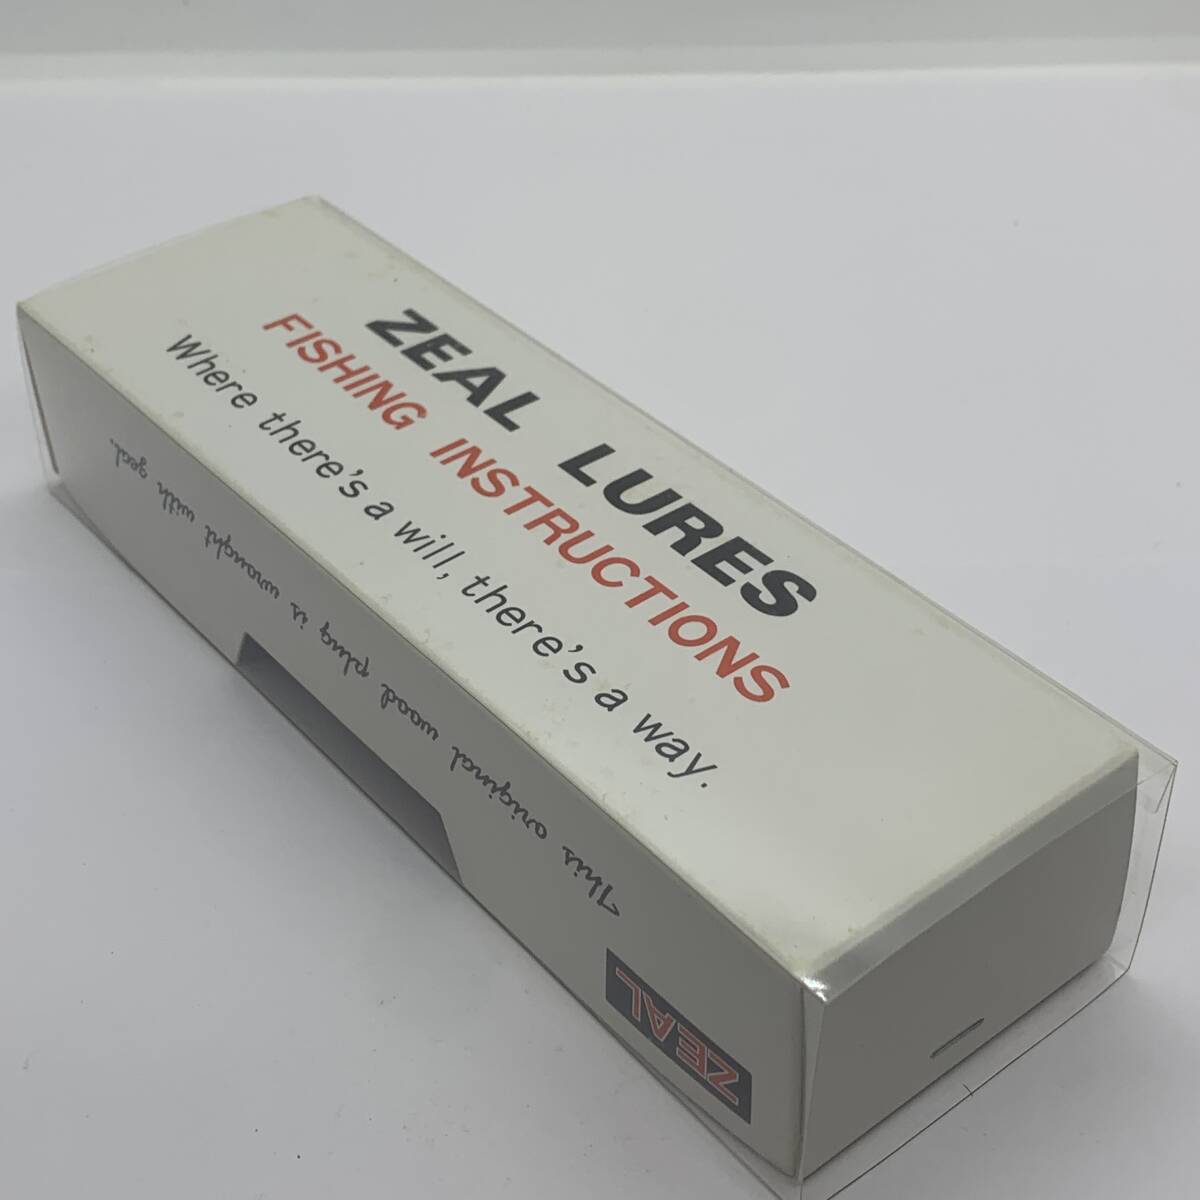 ZEAL LURES
FISHING INSTRUCTIONS
Where there's a will, there's a way.
This original wood plug is wrought with zeal.
ZEAL